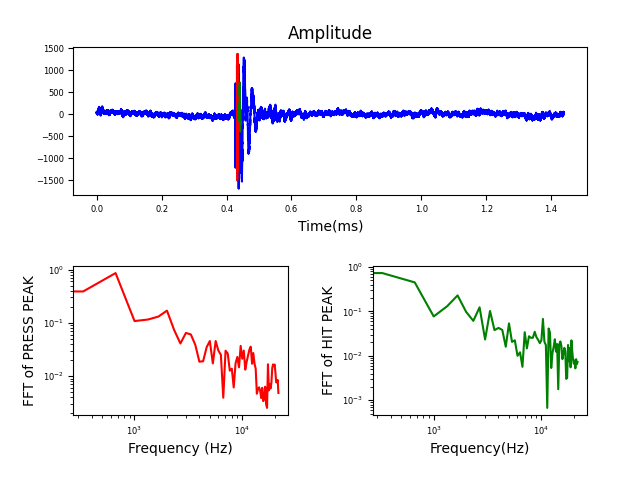 Amplitude
1500
1000
500
0
−500
−1000
−1500
0.0 0.2 0.4 0.6 0.8 1.0 1.2 1.4
Time(ms)
FFT of PRESS PEAK
10⁰
10⁻¹
10⁻²
10³ 10⁴
Frequency (Hz)
FFT of HIT PEAK
10⁰
10⁻¹
10⁻²
10⁻³
10³ 10⁴
Frequency(Hz)